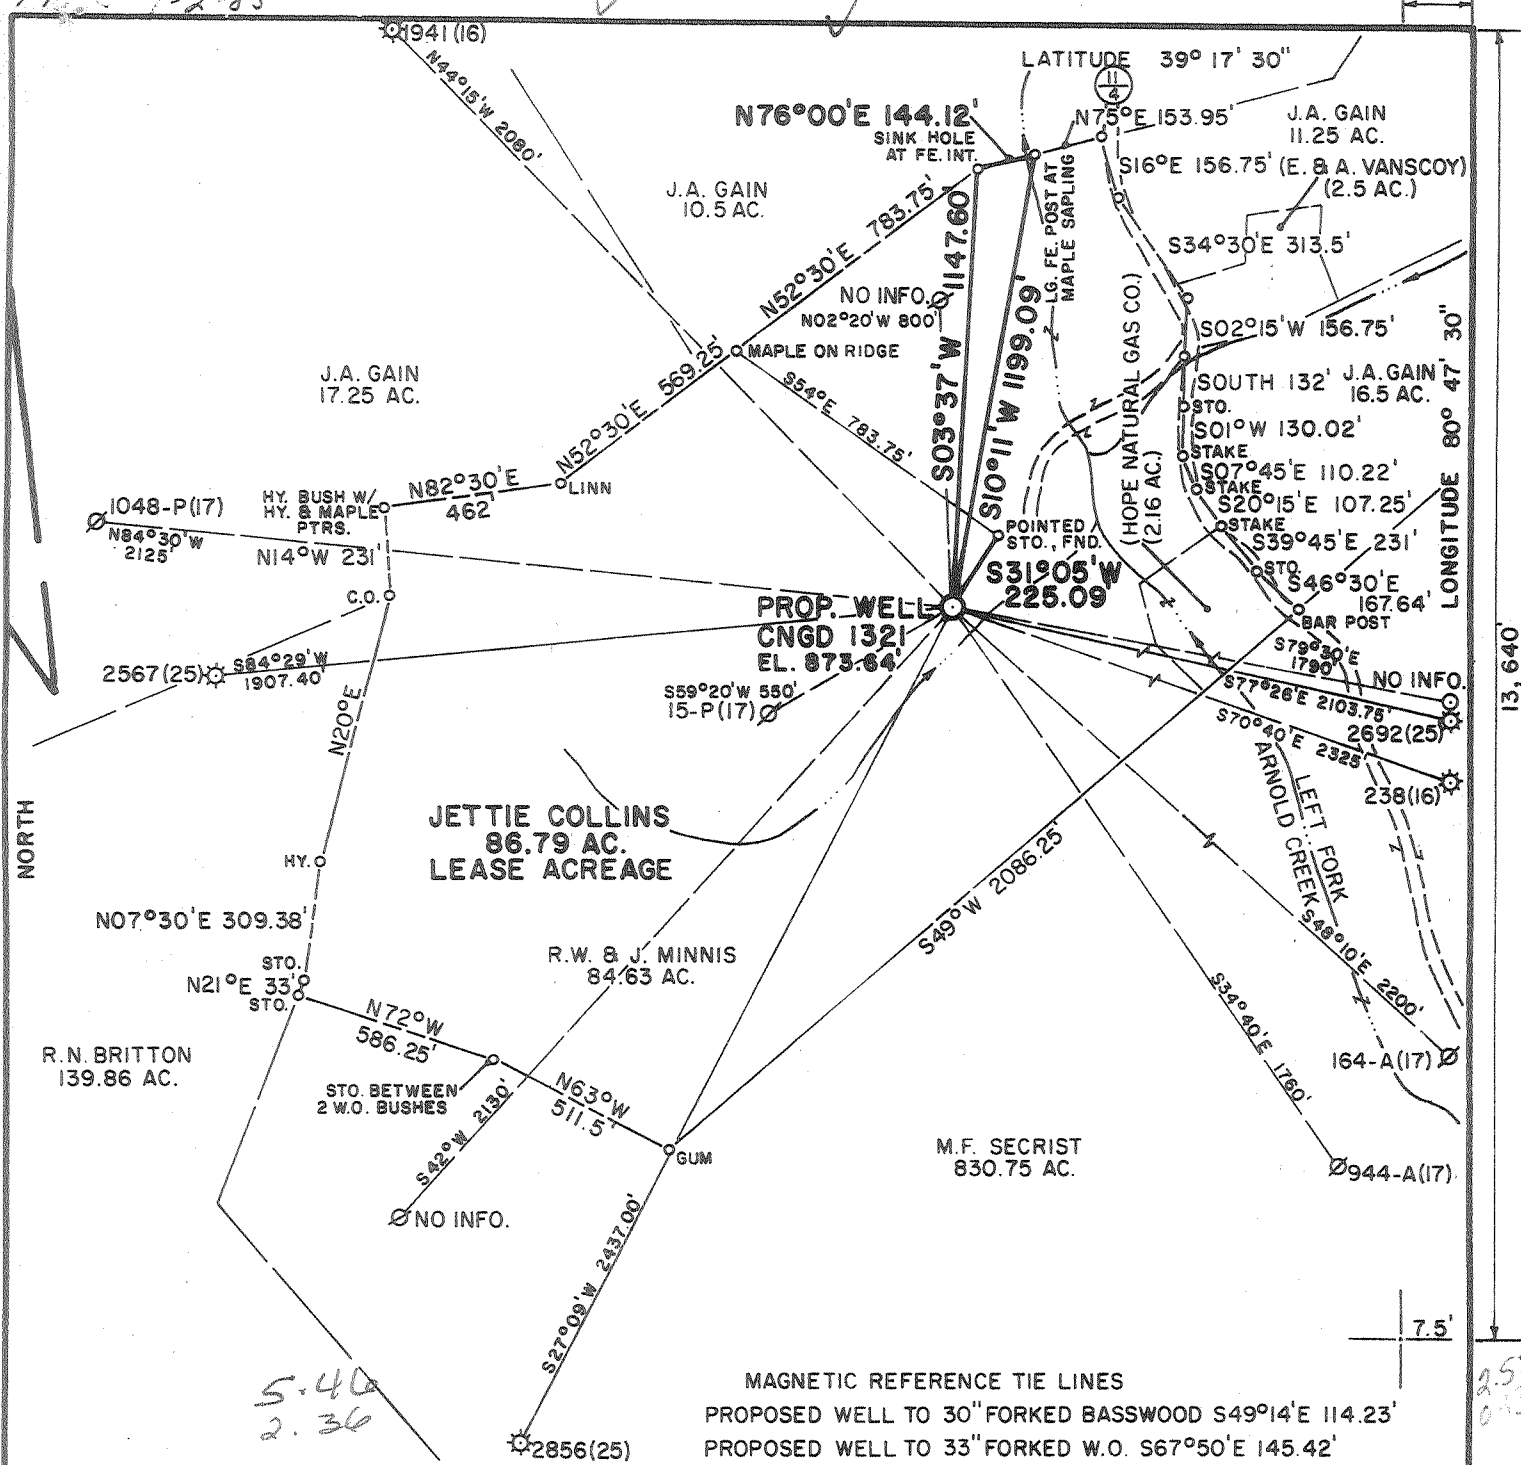 1941(16)
LATITUDE 39° 17' 30"
11
4
N44°15'W 2080'
N76°00'E 144.12'
SINK HOLE
AT FE. INT.
N75°E 153.95'
J.A. GAIN
11.25 AC.
S16°E 156.75'
(E. & A. VANSCOY)
(2.5 AC.)
J.A. GAIN
10.5 AC.
N52°30'E 783.75'
LG. FE. POST AT
MAPLE SAPLING
S34°30'E 313.5'
NO INFO.
N02°20'W 800'
S03°37'W 1147.60'
S10°11'W 1199.09'
(HOPE NATURAL GAS CO.)
(2.16 AC.)
S02°15'W 156.75'
MAPLE ON RIDGE
J.A. GAIN
17.25 AC.
N52°30'E 569.25'
S54°E 783.75'
SOUTH 132'
J.A. GAIN
16.5 AC.
STO.
S01°W 130.02'
STAKE
S07°45'E 110.22'
STAKE
S20°15'E 107.25'
STAKE
S39°45'E 231'
STO.
S46°30'E
167.64'
BAR POST
LONGITUDE 80° 47' 30"
13,640'
1048-P(17)
N84°30'W
2125'
HY. BUSH W/
HY. & MAPLE
PTRS.
N82°30'E
462'
LINN
N14°W 231'
C.O.
POINTED
STO., FND.
S31°05'W
225.09'
PROP. WELL
CNGD 1321
EL. 873.64'
2567(25)
S84°29'W
1907.40'
S59°20'W 550'
15-P(17)
S79°30'E
1790'
NO INFO.
S77°26'E 2103.75'
2692(25)
S70°40'E 2325'
238(16)
N20°E
NORTH
JETTIE COLLINS
86.79 AC.
LEASE ACREAGE
LEFT FORK
ARNOLD CREEK
HY.
N07°30'E 309.38'
S49°W 2086.25'
S48°10'E 2200'
R.W. & J. MINNIS
84.63 AC.
STO.
N21°E 33'
STO.
N72°W
586.25'
S34°40'E 1760'
R.N. BRITTON
139.86 AC.
STO. BETWEEN
2 W.O. BUSHES
N63°W
511.5'
164-A(17)
S42°W 2130'
GUM
M.F. SECRIST
830.75 AC.
944-A(17)
NO INFO.
S27°09'W 2437.00'
7.5'
5.46
2.36
2856(25)
MAGNETIC REFERENCE TIE LINES
PROPOSED WELL TO 30" FORKED BASSWOOD S49°14'E 114.23'
PROPOSED WELL TO 33" FORKED W.O. S67°50'E 145.42'